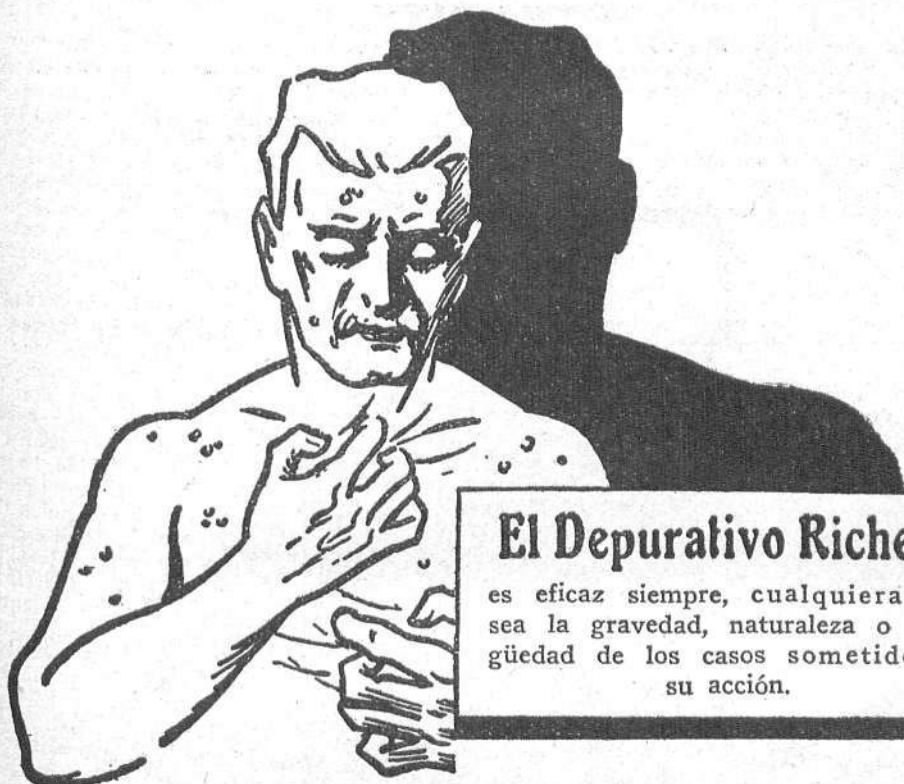 El Depurativo Riche
es eficaz siempre, cualquiera
sea la gravedad, naturaleza o
güedad de los casos sometid
su acción.